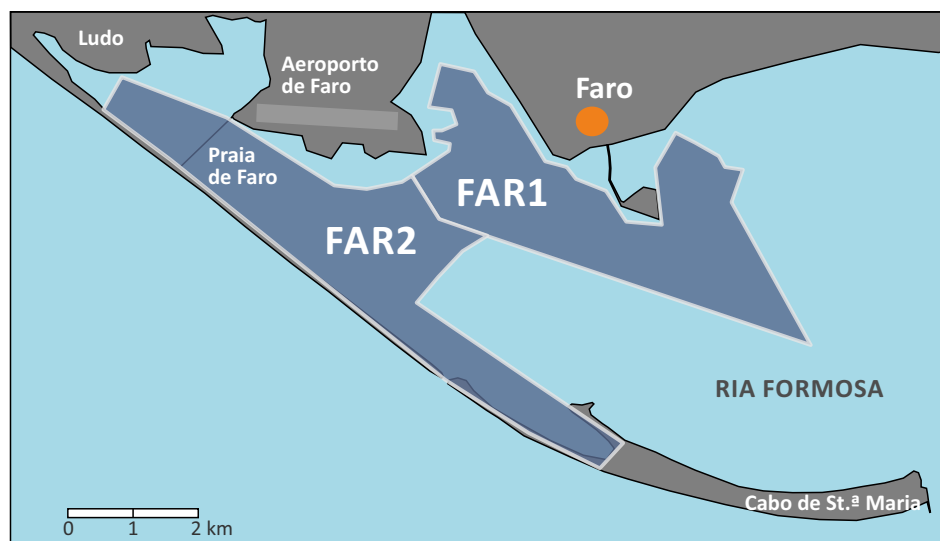 Ludo
Aeroporto
de Faro
Faro
Praia
de Faro
FAR1
FAR2
RIA FORMOSA
Cabo de St.ª Maria
0 1 2 km